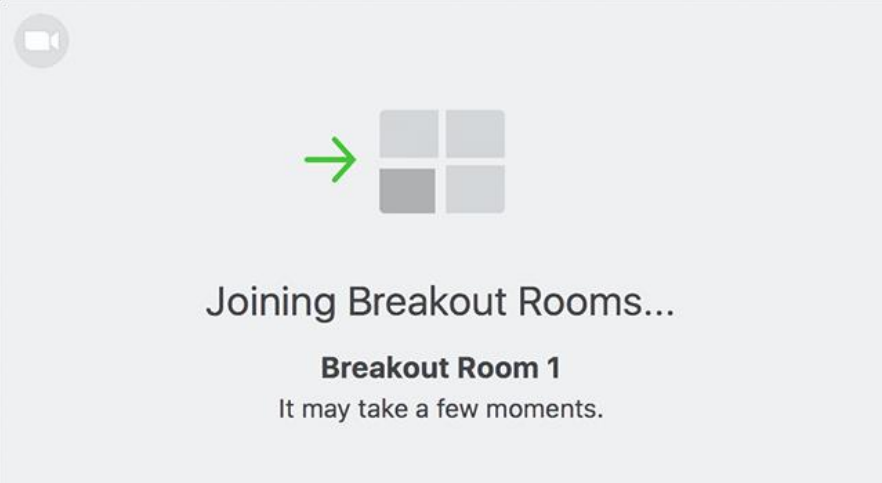 Joining Breakout Rooms...
Breakout Room 1
It may take a few moments.